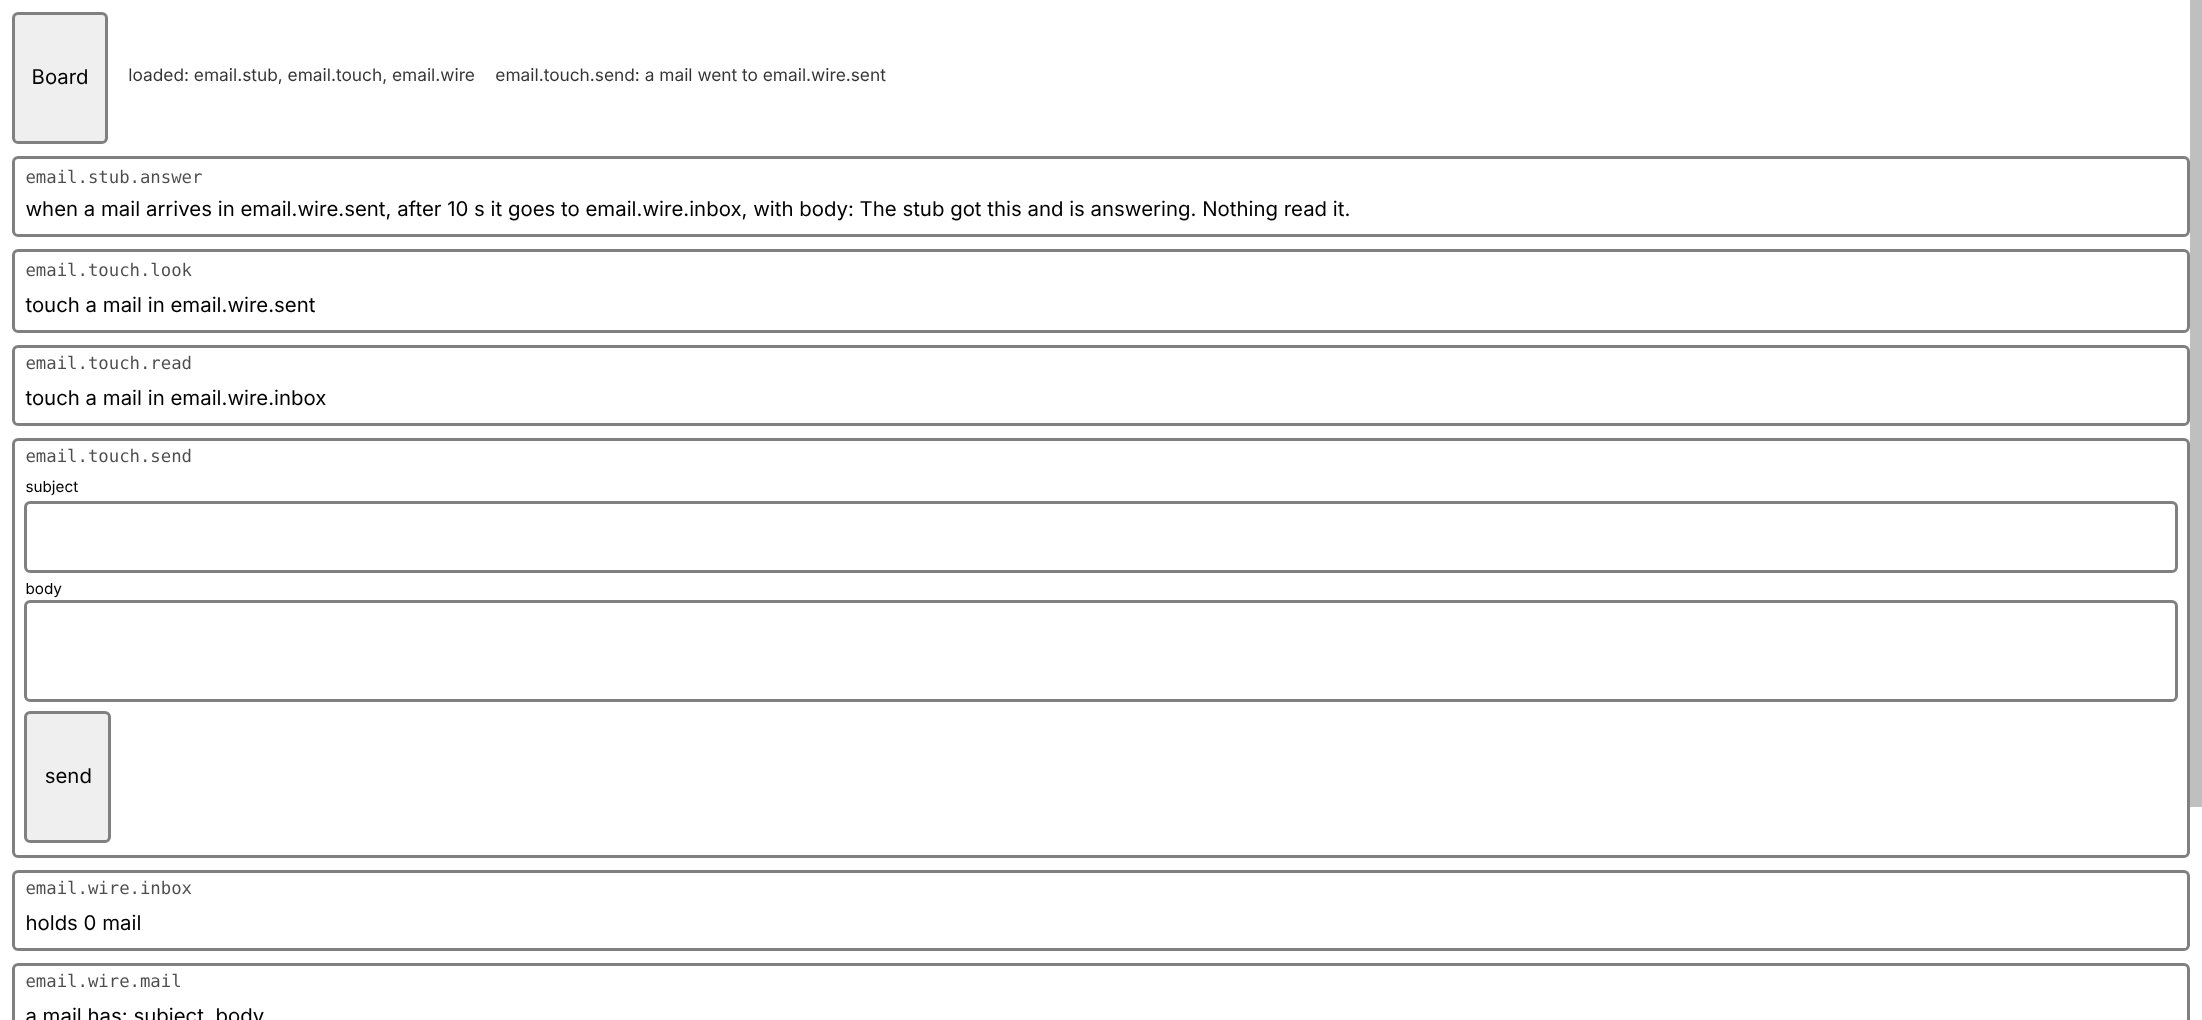 Board
loaded: email.stub, email.touch, email.wire    email.touch.send: a mail went to email.wire.sent
email.stub.answer
when a mail arrives in email.wire.sent, after 10 s it goes to email.wire.inbox, with body: The stub got this and is answering. Nothing read it.
email.touch.look
touch a mail in email.wire.sent
email.touch.read
touch a mail in email.wire.inbox
email.touch.send
subject
body
send
email.wire.inbox
holds 0 mail
email.wire.mail
a mail has: subject, body